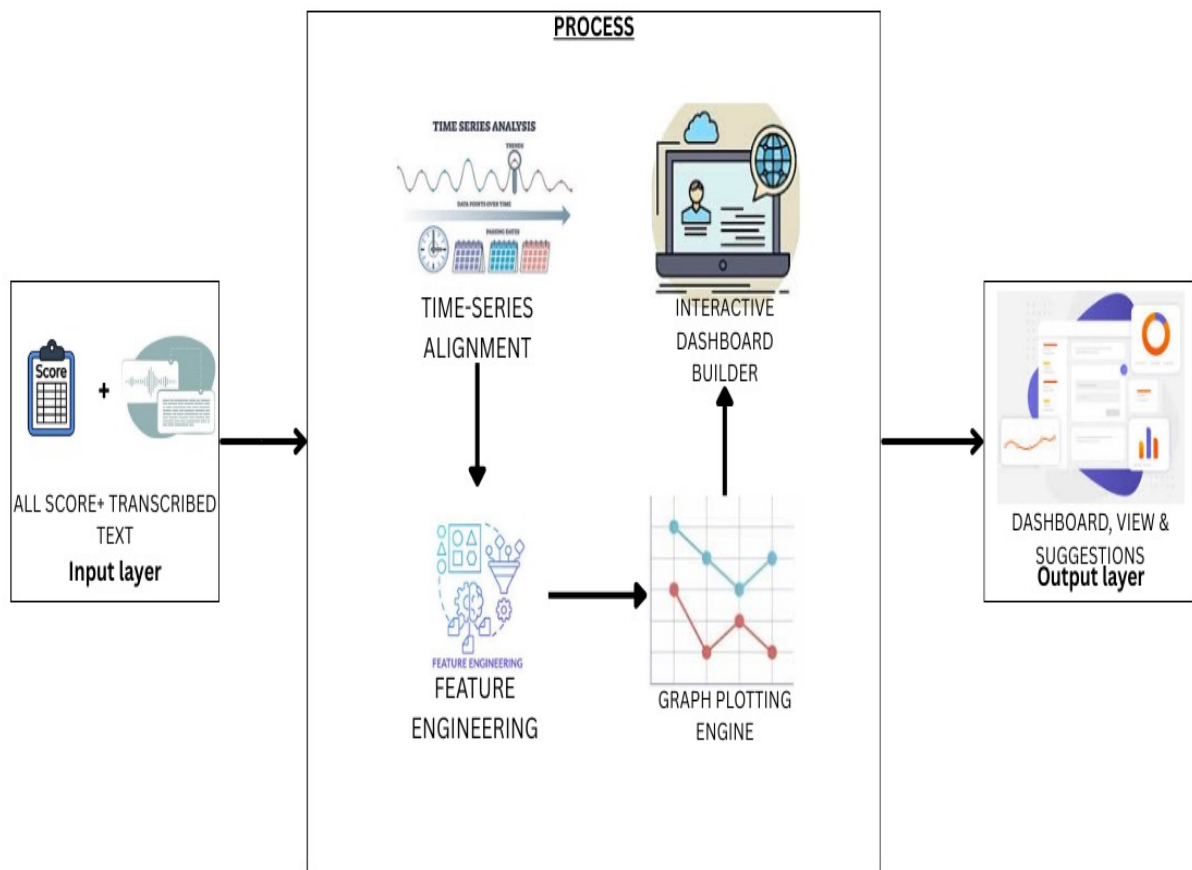 PROCESS
TIME SERIES ANALYSIS
TRENDS
DATA POINTS OVER TIME
PASSING DATES
TIME-SERIES
ALIGNMENT
INTERACTIVE
DASHBOARD
BUILDER
Score
+
ALL SCORE+ TRANSCRIBED
TEXT
Input layer
FEATURE ENGINEERING
FEATURE
ENGINEERING
GRAPH PLOTTING
ENGINE
DASHBOARD, VIEW &
SUGGESTIONS
Output layer